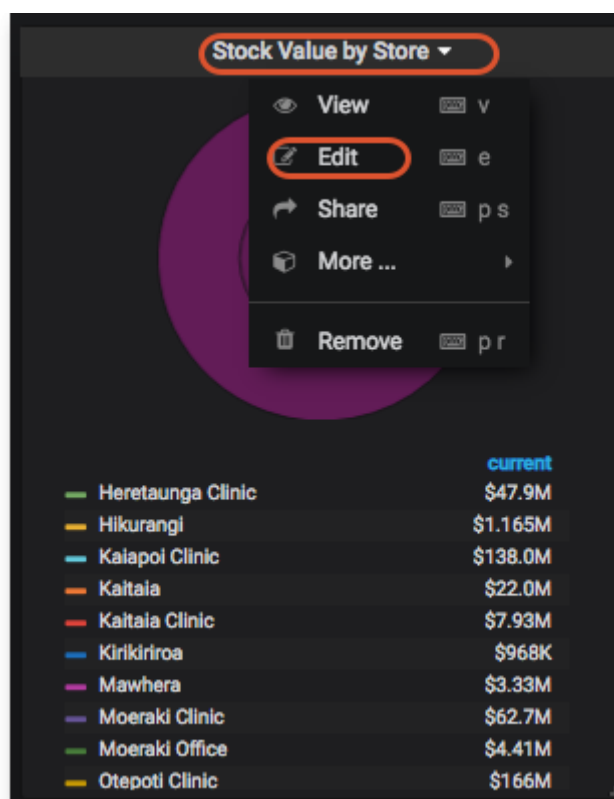 Stock Value by Store
View v
Edit e
Share p s
More ...
Remove p r
current
Heretaunga Clinic $47.9M
Hikurangi $1.165M
Kaiapoi Clinic $138.0M
Kaitaia $22.0M
Kaitaia Clinic $7.93M
Kirikiriroa $968K
Mawhera $3.33M
Moeraki Clinic $62.7M
Moeraki Office $4.41M
Otepoti Clinic $166M